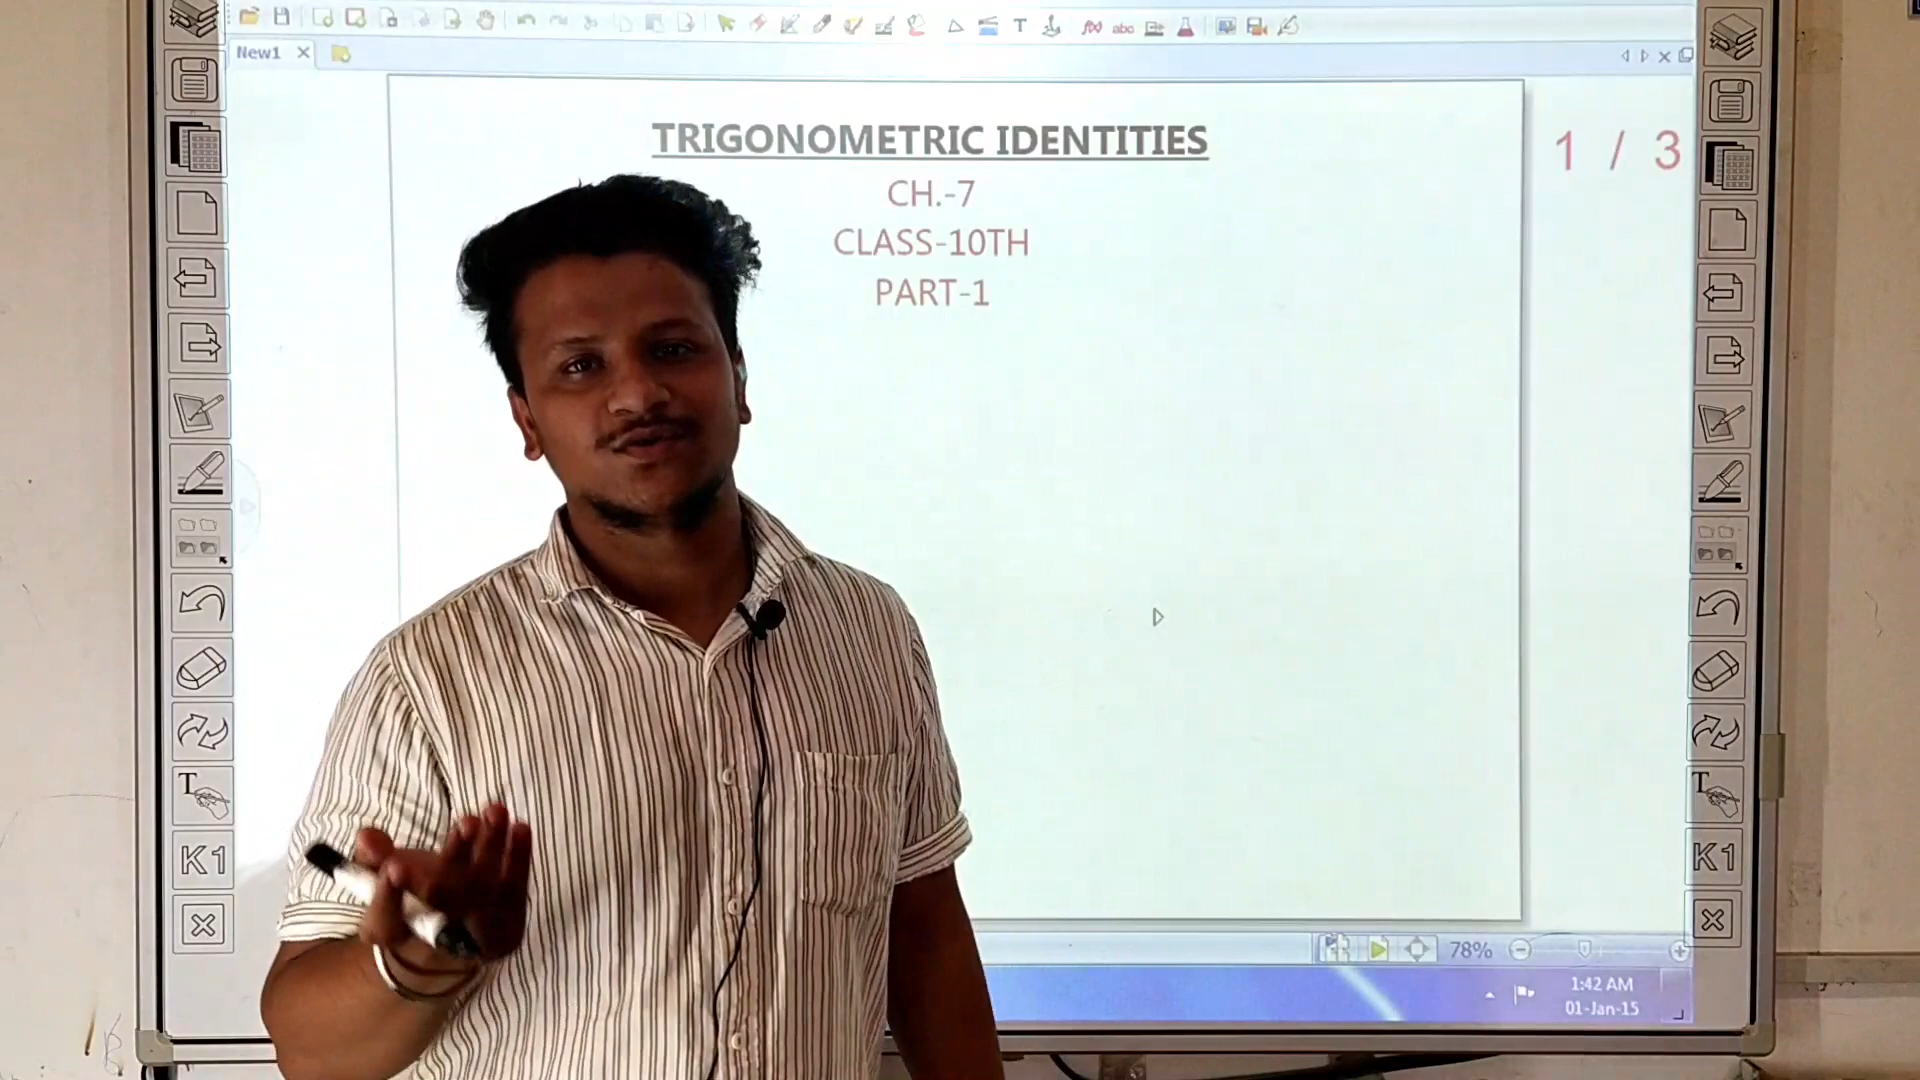 New1
TRIGONOMETRIC IDENTITIES
1 / 3
CH.-7
CLASS-10TH
PART-1
T
abc
T
T
K1
K1
78%
1:42 AM
01-Jan-15